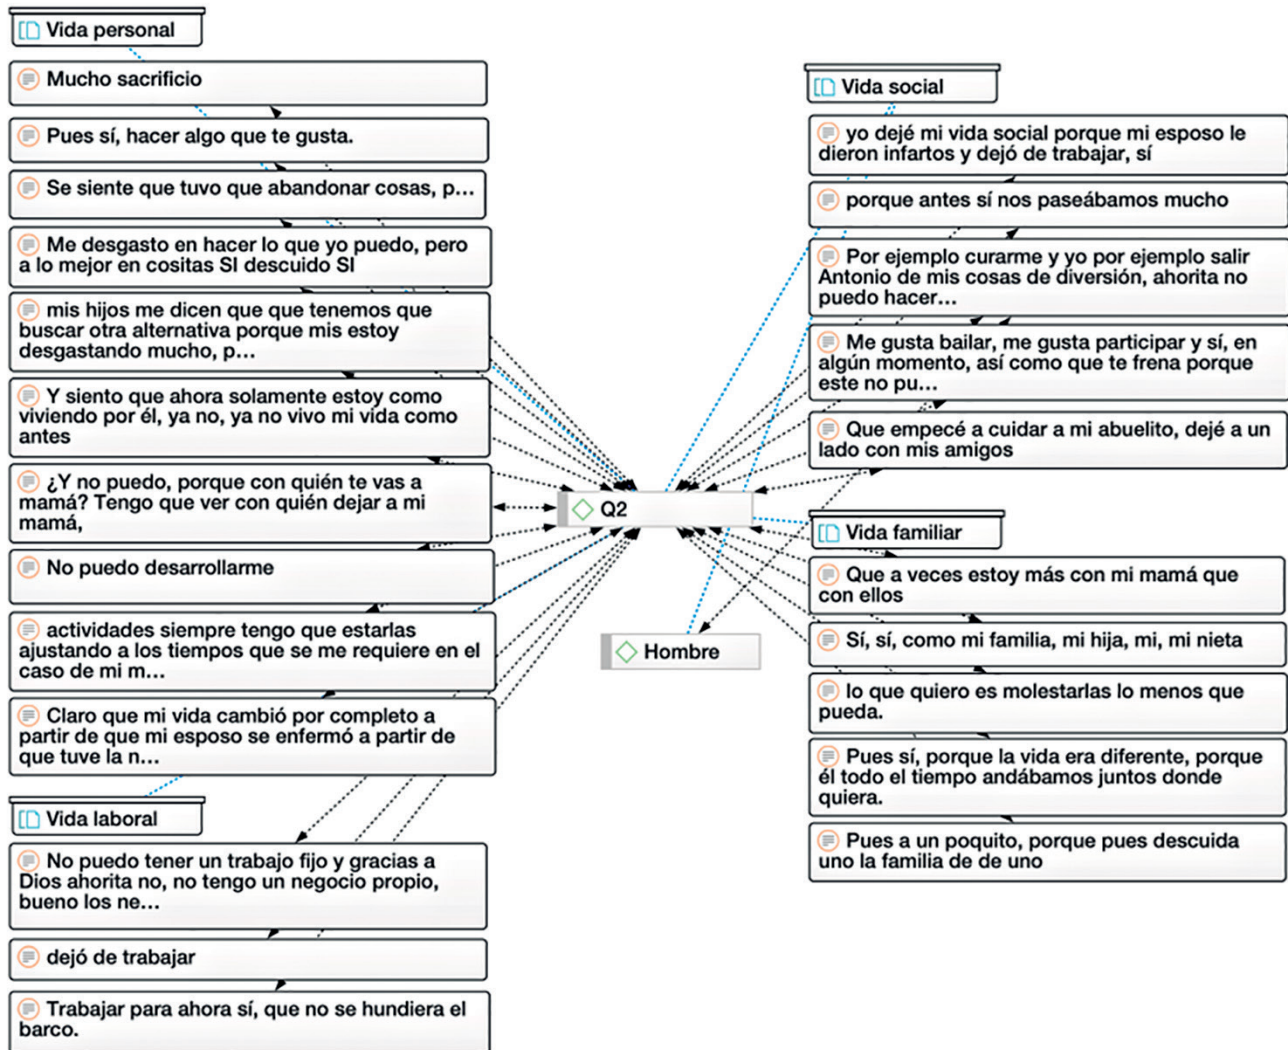 Vida personal
Mucho sacrificio
Pues sí, hacer algo que te gusta.
Se siente que tuvo que abandonar cosas, p...
Me desgasto en hacer lo que yo puedo, pero
a lo mejor en cositas SI descuido SI
mis hijos me dicen que que tenemos que
buscar otra alternativa porque mis estoy
desgastando mucho, p...
Y siento que ahora solamente estoy como
viviendo por él, ya no, ya no vivo mi vida como
antes
¿Y no puedo, porque con quién te vas a
mamá? Tengo que ver con quién dejar a mi
mamá,
No puedo desarrollarme
actividades siempre tengo que estarlas
ajustando a los tiempos que se me requiere en el
caso de mi m...
Claro que mi vida cambió por completo a
partir de que mi esposo se enfermó a partir de
que tuve la n...
Vida laboral
No puedo tener un trabajo fijo y gracias a
Dios ahorita no, no tengo un negocio propio,
bueno los ne...
dejó de trabajar
Trabajar para ahora sí, que no se hundiera el
barco.
Q2
Hombre
Vida social
yo dejé mi vida social porque mi esposo le
dieron infartos y dejó de trabajar, sí
porque antes sí nos paseábamos mucho
Por ejemplo curarme y yo por ejemplo salir
Antonio de mis cosas de diversión, ahorita no
puedo hacer...
Me gusta bailar, me gusta participar y sí, en
algún momento, así como que te frena porque
este no pu...
Que empecé a cuidar a mi abuelito, dejé a un
lado con mis amigos
Vida familiar
Que a veces estoy más con mi mamá que
con ellos
Sí, sí, como mi familia, mi hija, mi, mi nieta
lo que quiero es molestarlas lo menos que
pueda.
Pues sí, porque la vida era diferente, porque
él todo el tiempo andábamos juntos donde
quiera.
Pues a un poquito, porque pues descuida
uno la familia de de uno